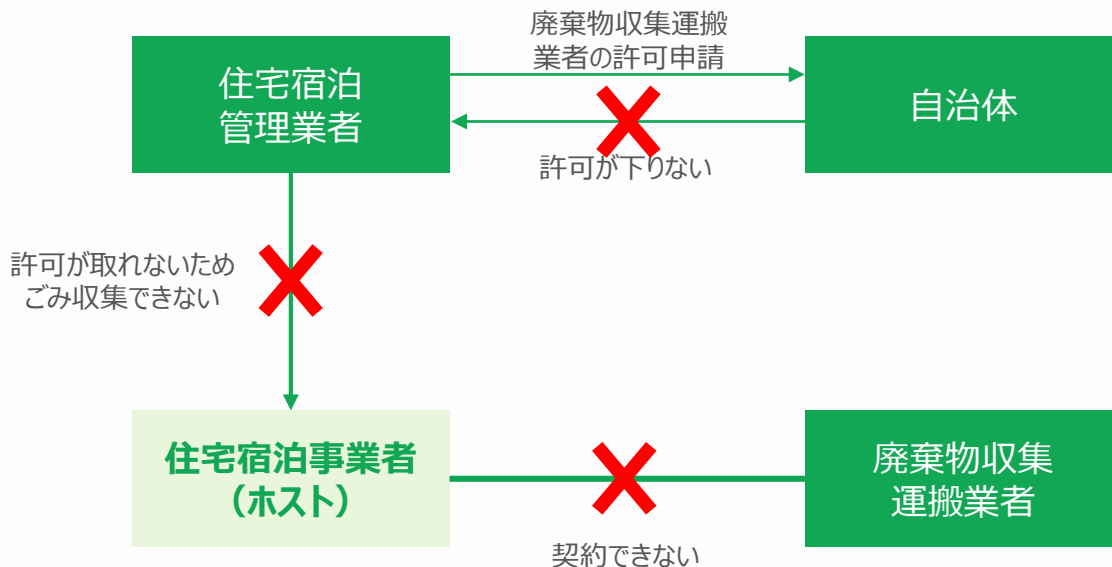 廃棄物収集運搬
業者の許可申請
住宅宿泊
管理業者
自治体
許可が下りない
許可が取れないため
ごみ収集できない
住宅宿泊事業者
（ホスト）
廃棄物収集
運搬業者
契約できない